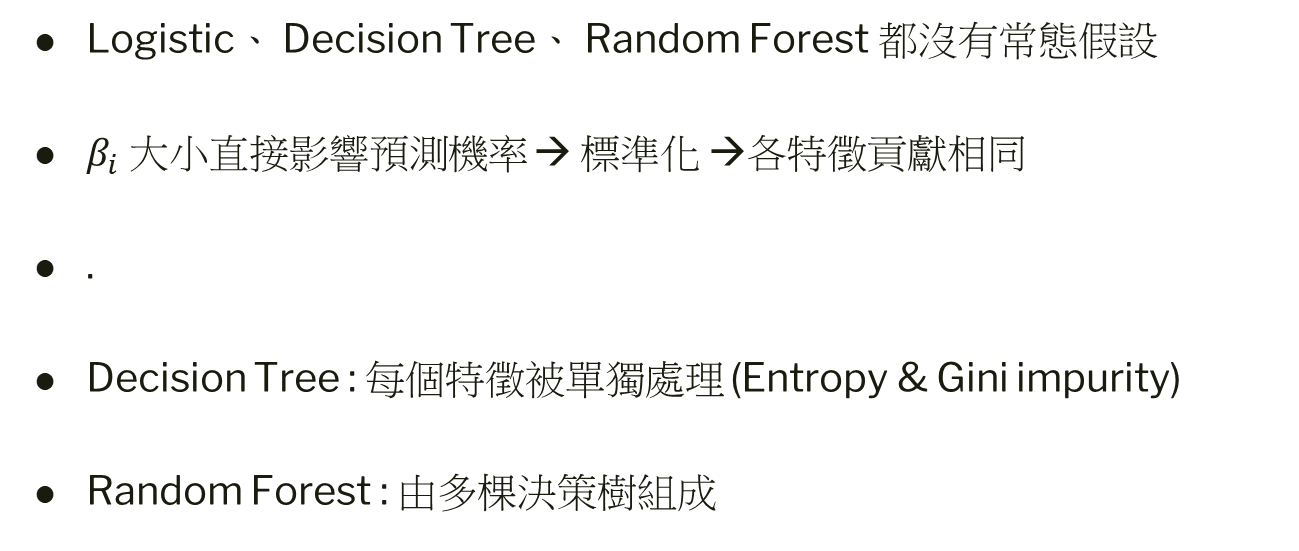 ● Logistic、Decision Tree、Random Forest 都沒有常態假設
● βᵢ 大小直接影響預測機率 → 標準化 →各特徵貢獻相同
● .
● Decision Tree : 每個特徵被單獨處理 (Entropy & Gini impurity)
● Random Forest : 由多棵決策樹組成